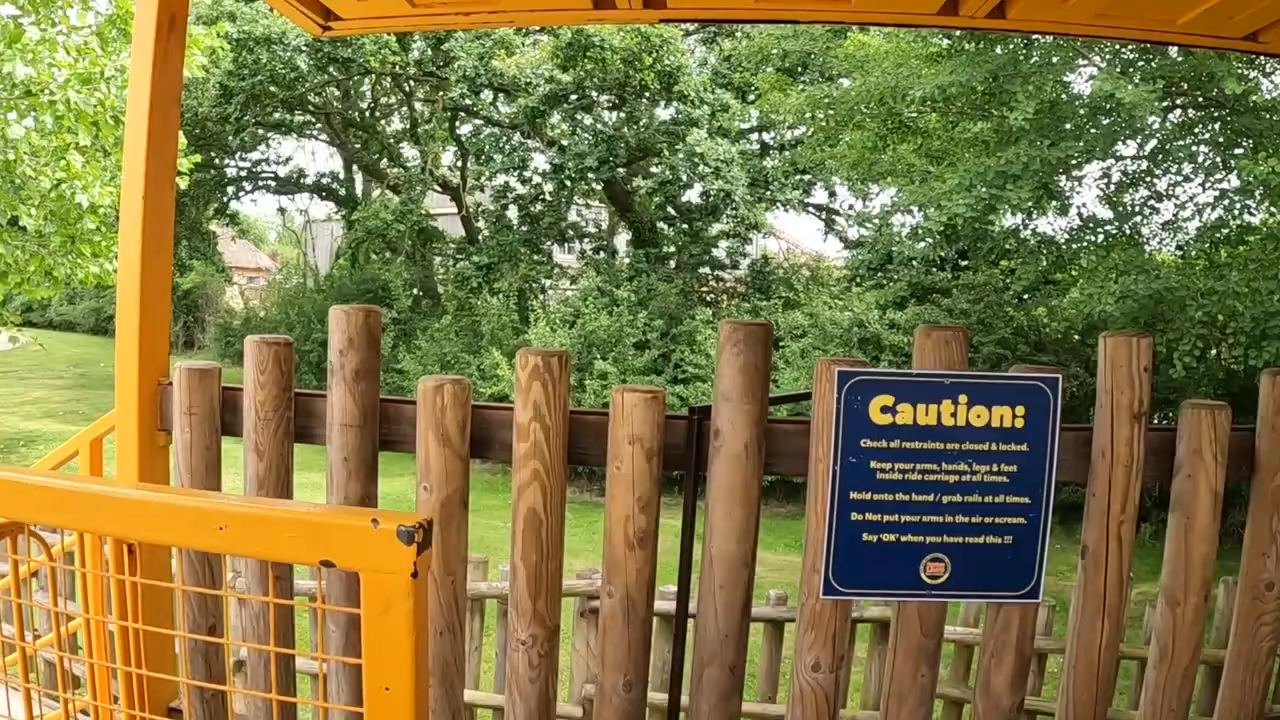 Caution:
Check all restraints are closed & locked.
Keep your arms, hands, legs & feet
inside ride carriage at all times.
Hold onto the hand / grab rails at all times.
Do Not put your arms in the air or scream.
Say 'OK' when you have read this !!!